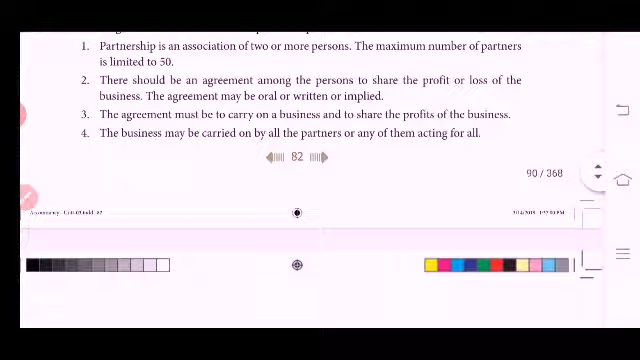 1. Partnership is an association of two or more persons. The maximum number of partners
is limited to 50.
2. There should be an agreement among the persons to share the profit or loss of the
business. The agreement may be oral or written or implied.
3. The agreement must be to carry on a business and to share the profits of the business.
4. The business may be carried on by all the partners or any of them acting for all.
82
90 / 368